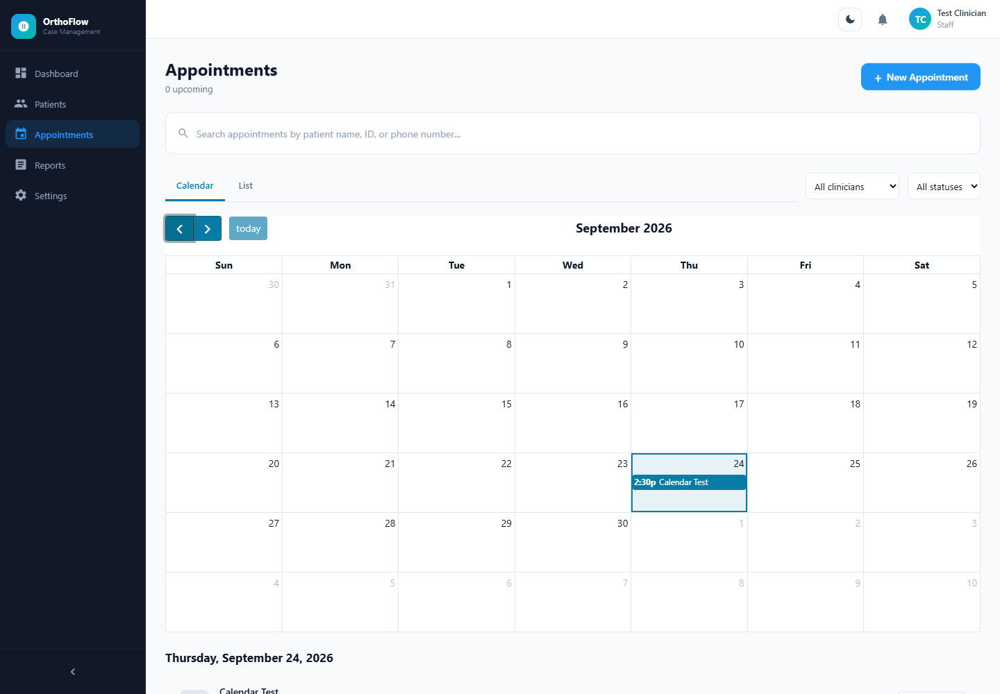 OrthoFlow
Case Management
Dashboard
Patients
Appointments
Reports
Settings
TC
Test Clinician
Staff
Appointments
0 upcoming
+ New Appointment
Search appointments by patient name, ID, or phone number...
Calendar List
All clinicians All statuses
today
September 2026
Sun Mon Tue Wed Thu Fri Sat
30 31 1 2 3 4 5
6 7 8 9 10 11 12
13 14 15 16 17 18 19
20 21 22 23 24 25 26
2:30p Calendar Test
27 28 29 30 1 2 3
4 5 6 7 8 9 10
Thursday, September 24, 2026
Calendar Test